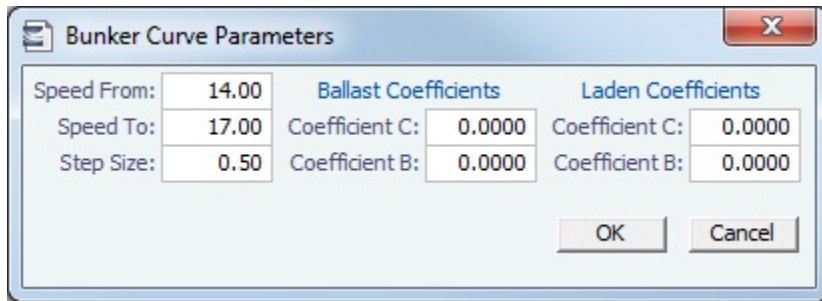 Bunker Curve Parameters
Speed From: 14.00 Ballast Coefficients Laden Coefficients
Speed To: 17.00 Coefficient C: 0.0000 Coefficient C: 0.0000
Step Size: 0.50 Coefficient B: 0.0000 Coefficient B: 0.0000
OK Cancel